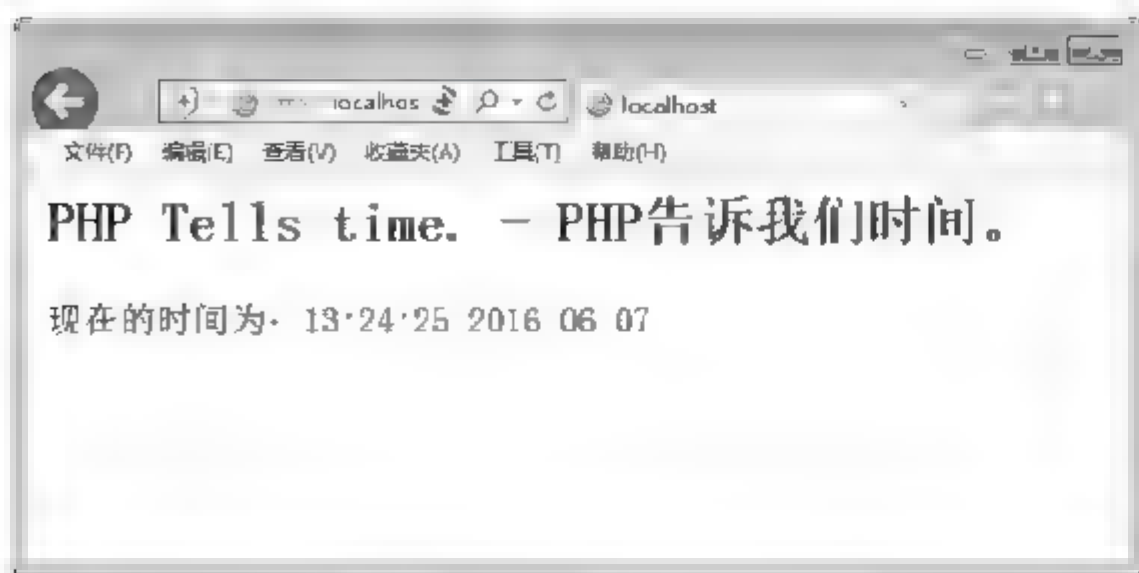 localhos localhost
文件(F) 编辑(E) 查看(V) 收藏夹(A) 工具(T) 帮助(H)
PHP Tells time. - PHP告诉我们时间。
现在的时间为: 13:24:25 2016 06 07